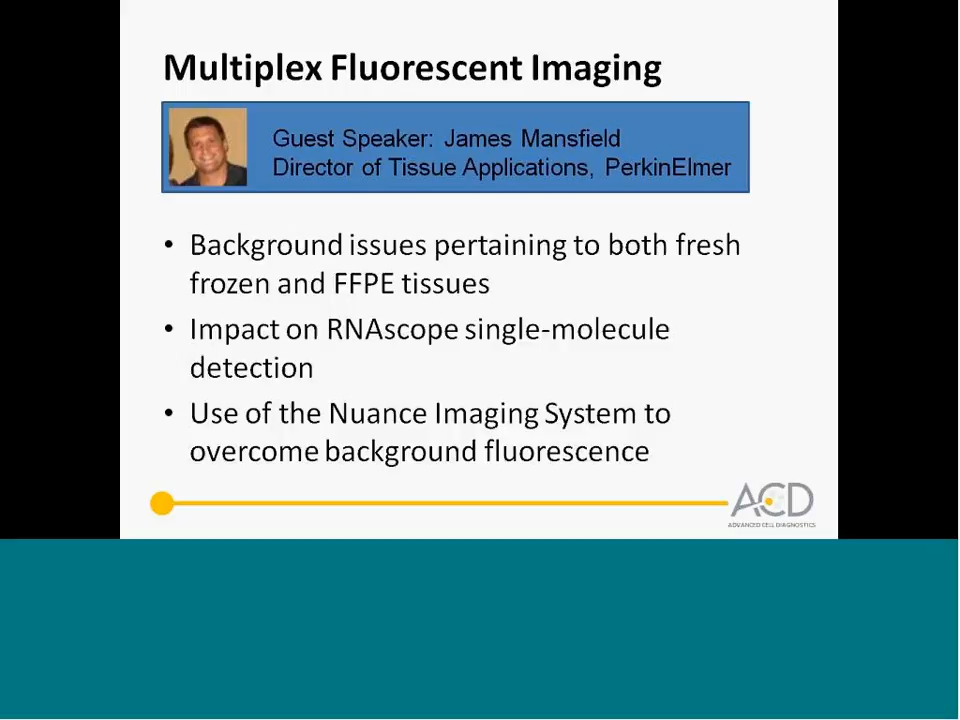 Multiplex Fluorescent Imaging
Guest Speaker: James Mansfield
Director of Tissue Applications, PerkinElmer
• Background issues pertaining to both fresh
frozen and FFPE tissues
• Impact on RNAscope single-molecule
detection
• Use of the Nuance Imaging System to
overcome background fluorescence
ACD
ADVANCED CELL DIAGNOSTICS